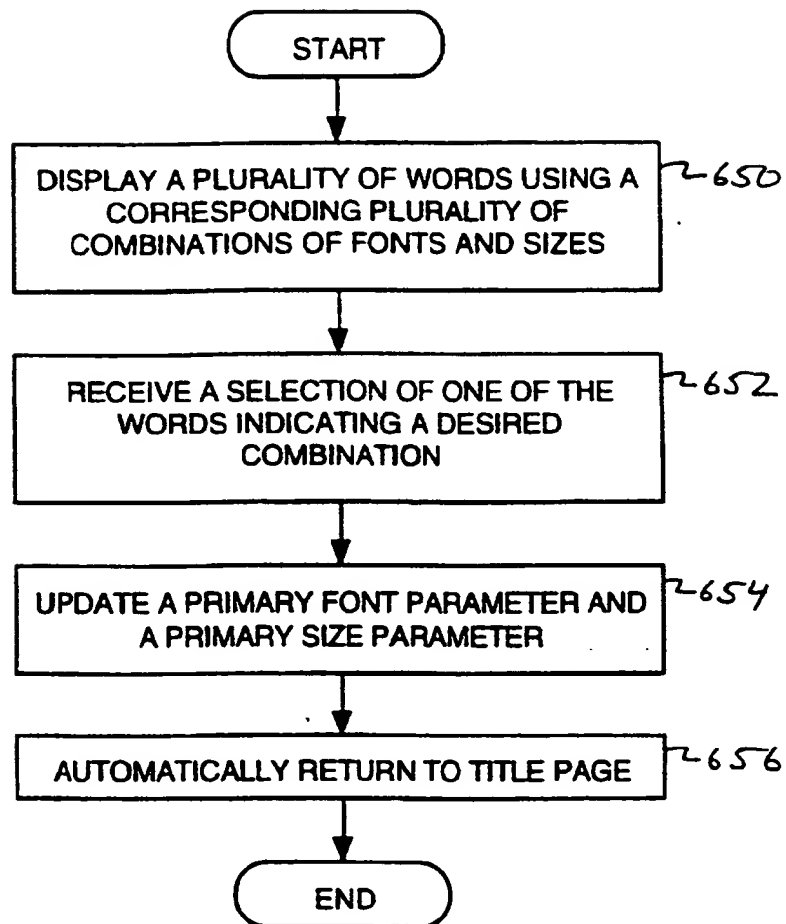 START
DISPLAY A PLURALITY OF WORDS USING A
CORRESPONDING PLURALITY OF
COMBINATIONS OF FONTS AND SIZES
650
RECEIVE A SELECTION OF ONE OF THE
WORDS INDICATING A DESIRED
COMBINATION
652
UPDATE A PRIMARY FONT PARAMETER AND
A PRIMARY SIZE PARAMETER
654
AUTOMATICALLY RETURN TO TITLE PAGE
656
END